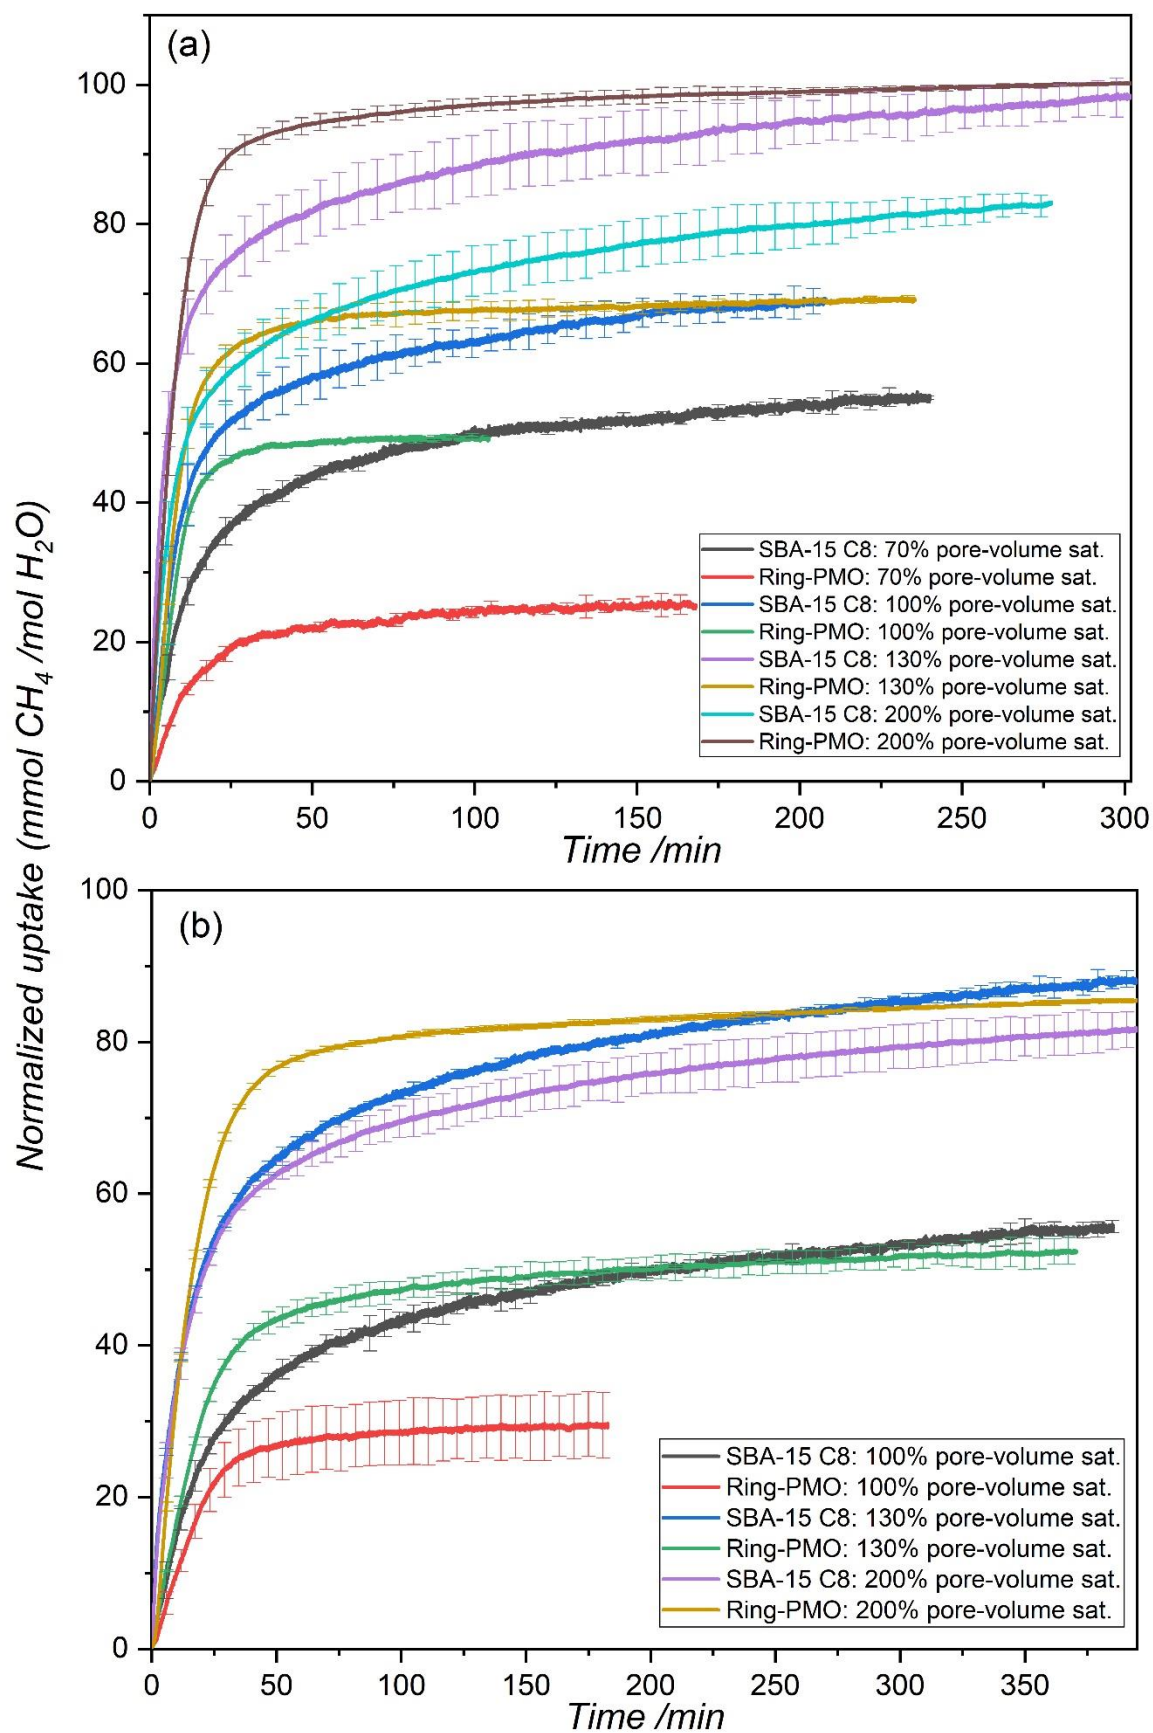 Normalized uptake (mmol CH4 /mol H2O)
(a)
100
80
60
40
20
0
SBA-15 C8: 70% pore-volume sat.
Ring-PMO: 70% pore-volume sat.
SBA-15 C8: 100% pore-volume sat.
Ring-PMO: 100% pore-volume sat.
SBA-15 C8: 130% pore-volume sat.
Ring-PMO: 130% pore-volume sat.
SBA-15 C8: 200% pore-volume sat.
Ring-PMO: 200% pore-volume sat.
0 50 100 150 200 250 300
Time /min
(b)
100
80
60
40
20
0
SBA-15 C8: 100% pore-volume sat.
Ring-PMO: 100% pore-volume sat.
SBA-15 C8: 130% pore-volume sat.
Ring-PMO: 130% pore-volume sat.
SBA-15 C8: 200% pore-volume sat.
Ring-PMO: 200% pore-volume sat.
0 50 100 150 200 250 300 350
Time /min